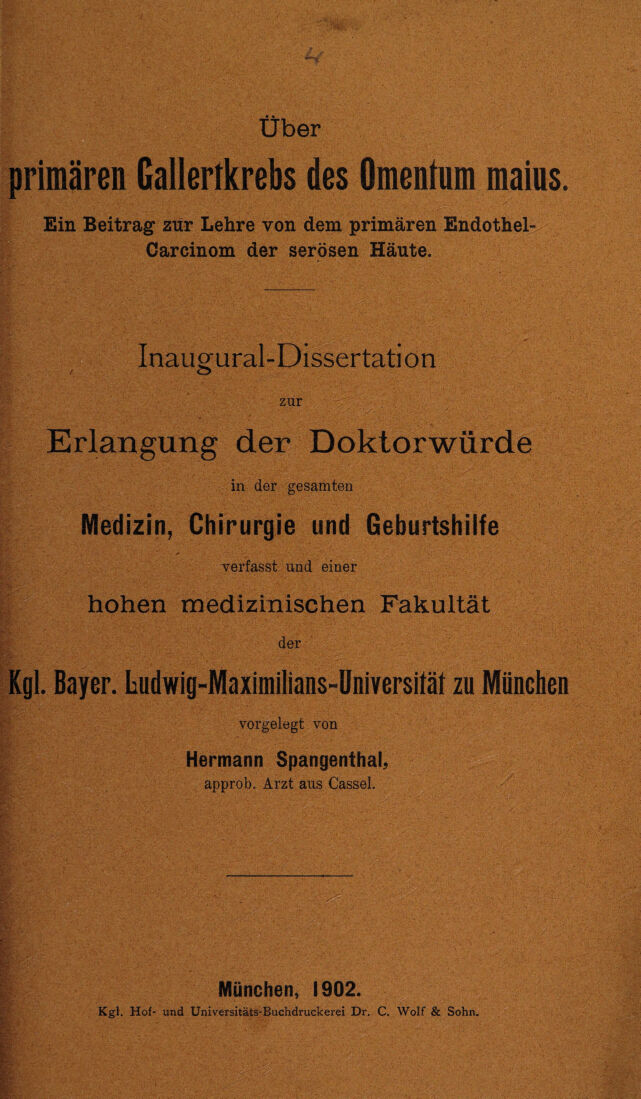 4
Über
primären Gallertkrebs des Omentum maius.
Ein Beitrag zur Lehre von dem primären Endothel-
Carcinom der serösen Häute.
Inaugural-Dissertation
zur
Erlangung der Doktorwürde
in der gesamten
Medizin, Chirurgie und Geburtshilfe
verfasst und einer
hohen medizinischen Fakultät
der
Kgl. Bayer. Ludwig-Maximilians-Universität zu München
vorgelegt von
Hermann Spangenthal,
approb. Arzt aus Cassel.
München, 1902.
Kgl. Hof- und Universitäts-Buchdruckerei Dr. C. Wolf & Sohn.